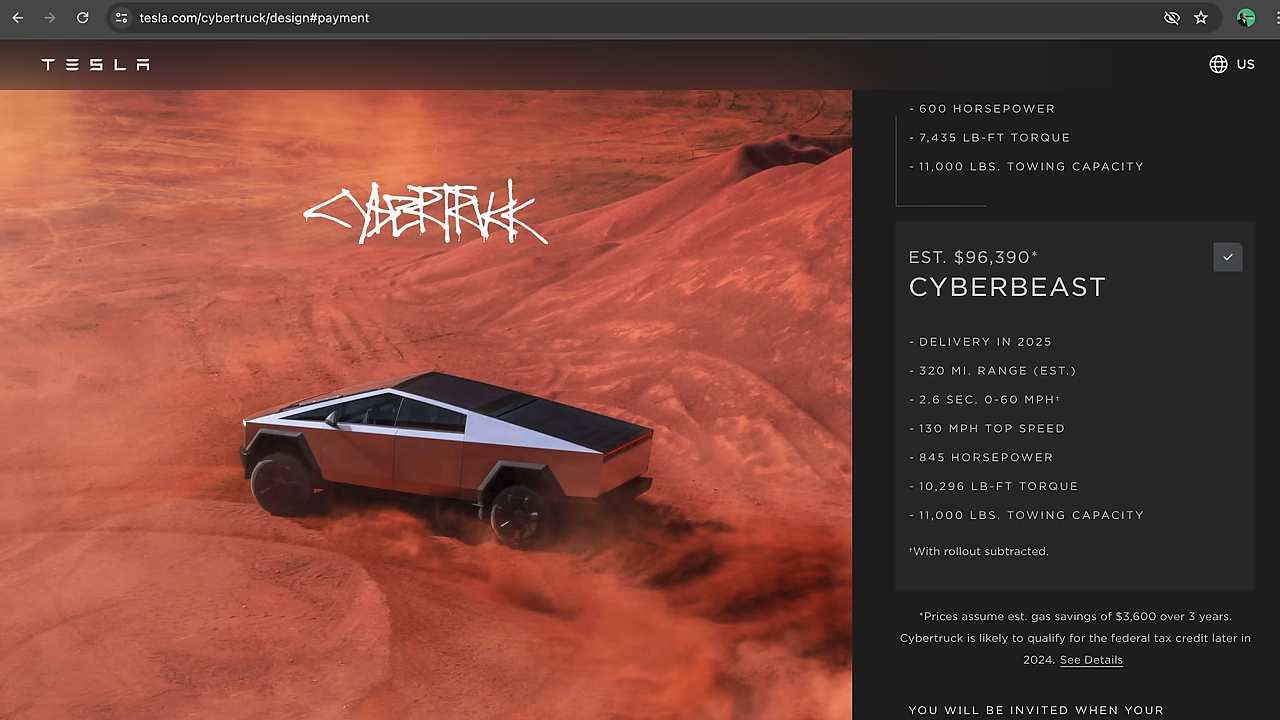 tesla.com/cybertruck/design#payment
TESLA
US
CYBERTRUCK
- 600 HORSEPOWER
- 7,435 LB-FT TORQUE
- 11,000 LBS. TOWING CAPACITY
EST. $96,390*
CYBERBEAST
- DELIVERY IN 2025
- 320 MI. RANGE (EST.)
- 2.6 SEC. 0-60 MPH†
- 130 MPH TOP SPEED
- 845 HORSEPOWER
- 10,296 LB-FT TORQUE
- 11,000 LBS. TOWING CAPACITY
†With rollout subtracted.
*Prices assume est. gas savings of $3,600 over 3 years.
Cybertruck is likely to qualify for the federal tax credit later in
2024. See Details
YOU WILL BE INVITED WHEN YOUR